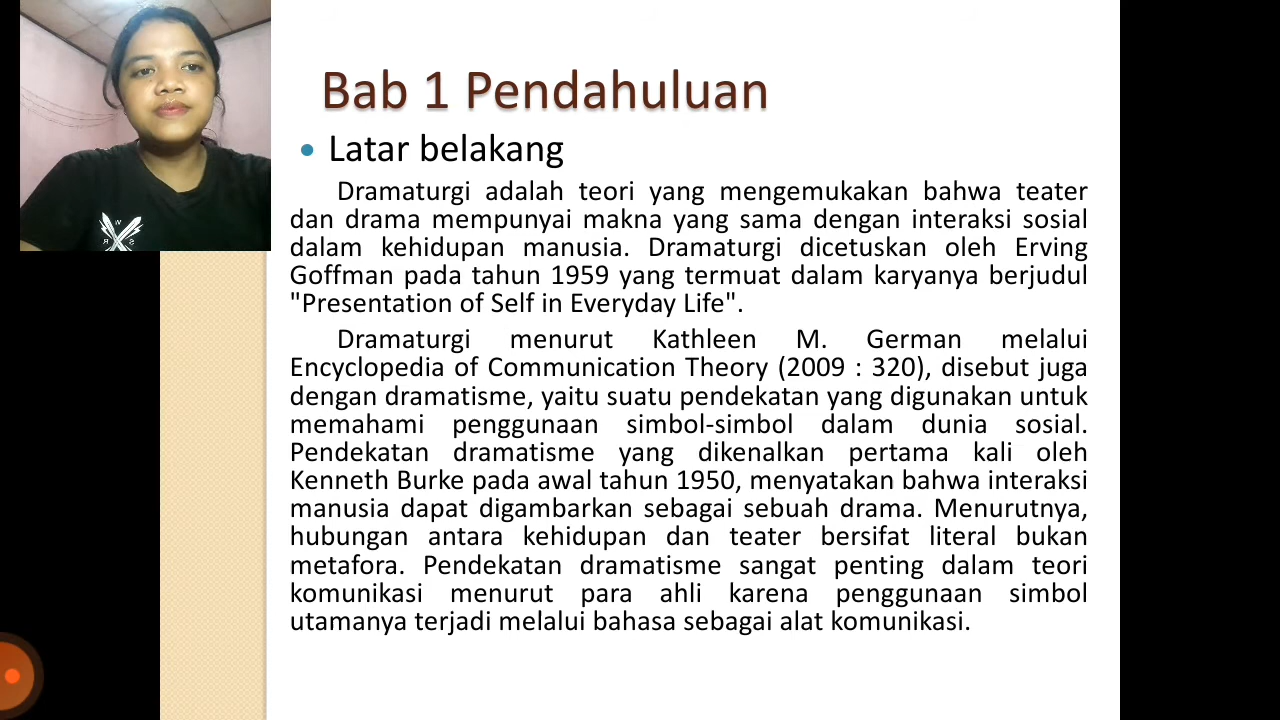 Bab 1 Pendahuluan
Latar belakang
Dramaturgi adalah teori yang mengemukakan bahwa teater
dan drama mempunyai makna yang sama dengan interaksi sosial
dalam kehidupan manusia. Dramaturgi dicetuskan oleh Erving
Goffman pada tahun 1959 yang termuat dalam karyanya berjudul
"Presentation of Self in Everyday Life".
Dramaturgi menurut Kathleen M. German melalui
Encyclopedia of Communication Theory (2009 : 320), disebut juga
dengan dramatisme, yaitu suatu pendekatan yang digunakan untuk
memahami penggunaan simbol-simbol dalam dunia sosial.
Pendekatan dramatisme yang dikenalkan pertama kali oleh
Kenneth Burke pada awal tahun 1950, menyatakan bahwa interaksi
manusia dapat digambarkan sebagai sebuah drama. Menurutnya,
hubungan antara kehidupan dan teater bersifat literal bukan
metafora. Pendekatan dramatisme sangat penting dalam teori
komunikasi menurut para ahli karena penggunaan simbol
utamanya terjadi melalui bahasa sebagai alat komunikasi.